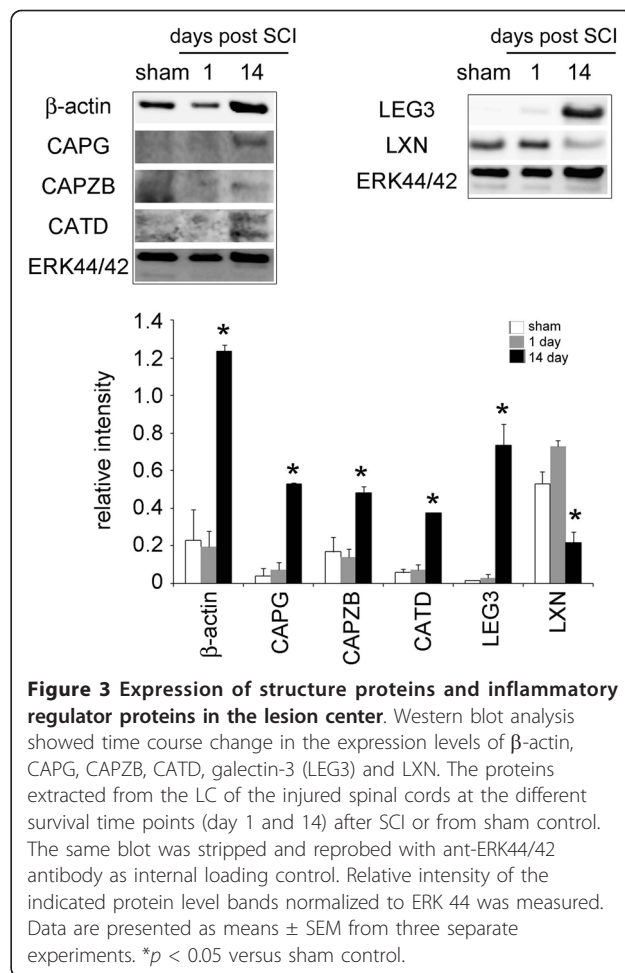 days post SCI
sham 1 14
β-actin
CAPG
CAPZB
CATD
ERK44/42
days post SCI
sham 1 14
LEG3
LXN
ERK44/42
relative intensity
1.4
1.2
1.0
0.8
0.6
0.4
0.2
0
sham
1 day
14 day
* * * * * *
β-actin
CAPG
CAPZB
CATD
LEG3
LXN
Figure 3 Expression of structure proteins and inflammatory
regulator proteins in the lesion center. Western blot analysis
showed time course change in the expression levels of β-actin,
CAPG, CAPZB, CATD, galectin-3 (LEG3) and LXN. The proteins
extracted from the LC of the injured spinal cords at the different
survival time points (day 1 and 14) after SCI or from sham control.
The same blot was stripped and reprobed with ant-ERK44/42
antibody as internal loading control. Relative intensity of the
indicated protein level bands normalized to ERK 44 was measured.
Data are presented as means ± SEM from three separate
experiments. *p < 0.05 versus sham control.